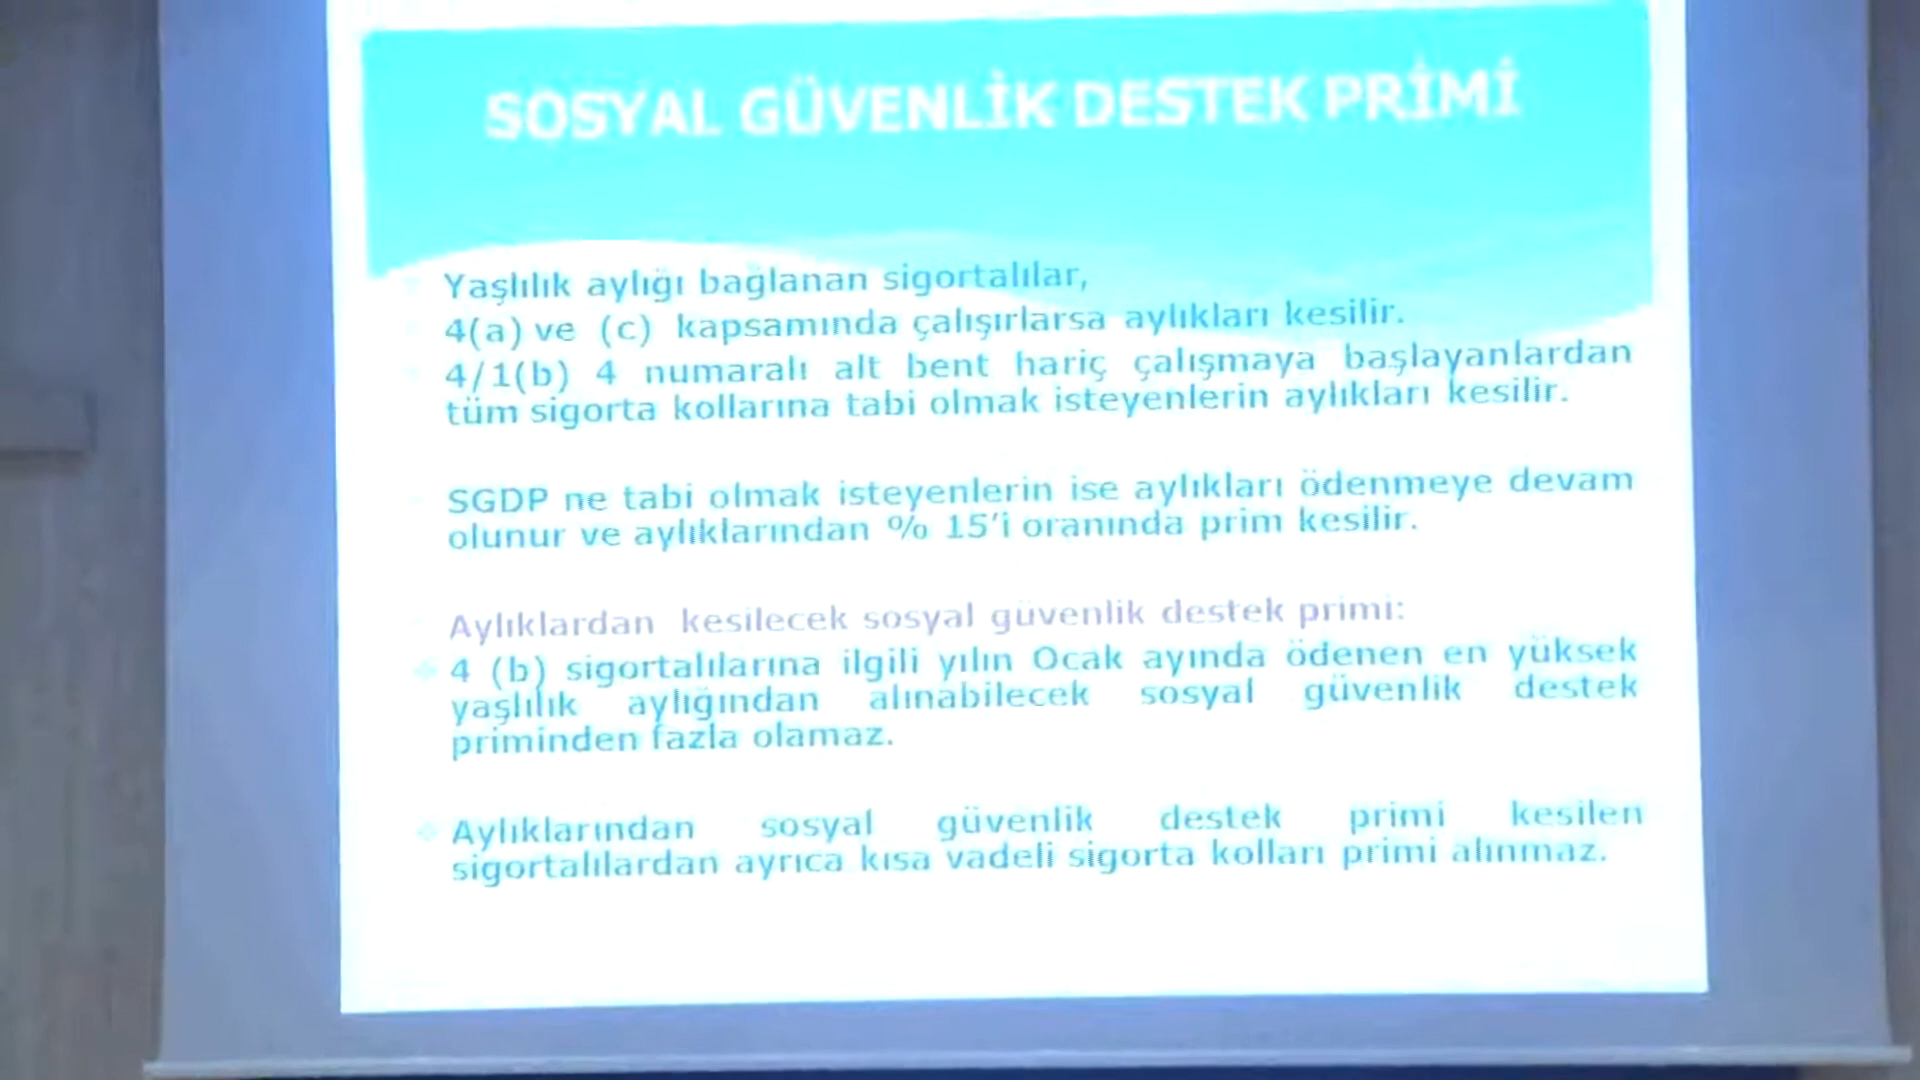 SOSYAL GÜVENLİK DESTEK PRİMİ
Yaşlılık aylığı bağlanan sigortalılar,
4(a) ve (c) kapsamında çalışırlarsa aylıkları kesilir.
4/1(b) 4 numaralı alt bent hariç çalışmaya başlayanlardan
tüm sigorta kollarına tabi olmak isteyenlerin aylıkları kesilir.
SGDP ne tabi olmak isteyenlerin ise aylıkları ödenmeye devam
olunur ve aylıklarından % 15'i oranında prim kesilir.
Aylıklardan kesilecek sosyal güvenlik destek primi:
4 (b) sigortalılarına ilgili yılın Ocak ayında ödenen en yüksek
yaşlılık aylığından alınabilecek sosyal güvenlik destek
priminden fazla olamaz.
Aylıklarından sosyal güvenlik destek primi kesilen
sigortalılardan ayrıca kısa vadeli sigorta kolları primi alınmaz.